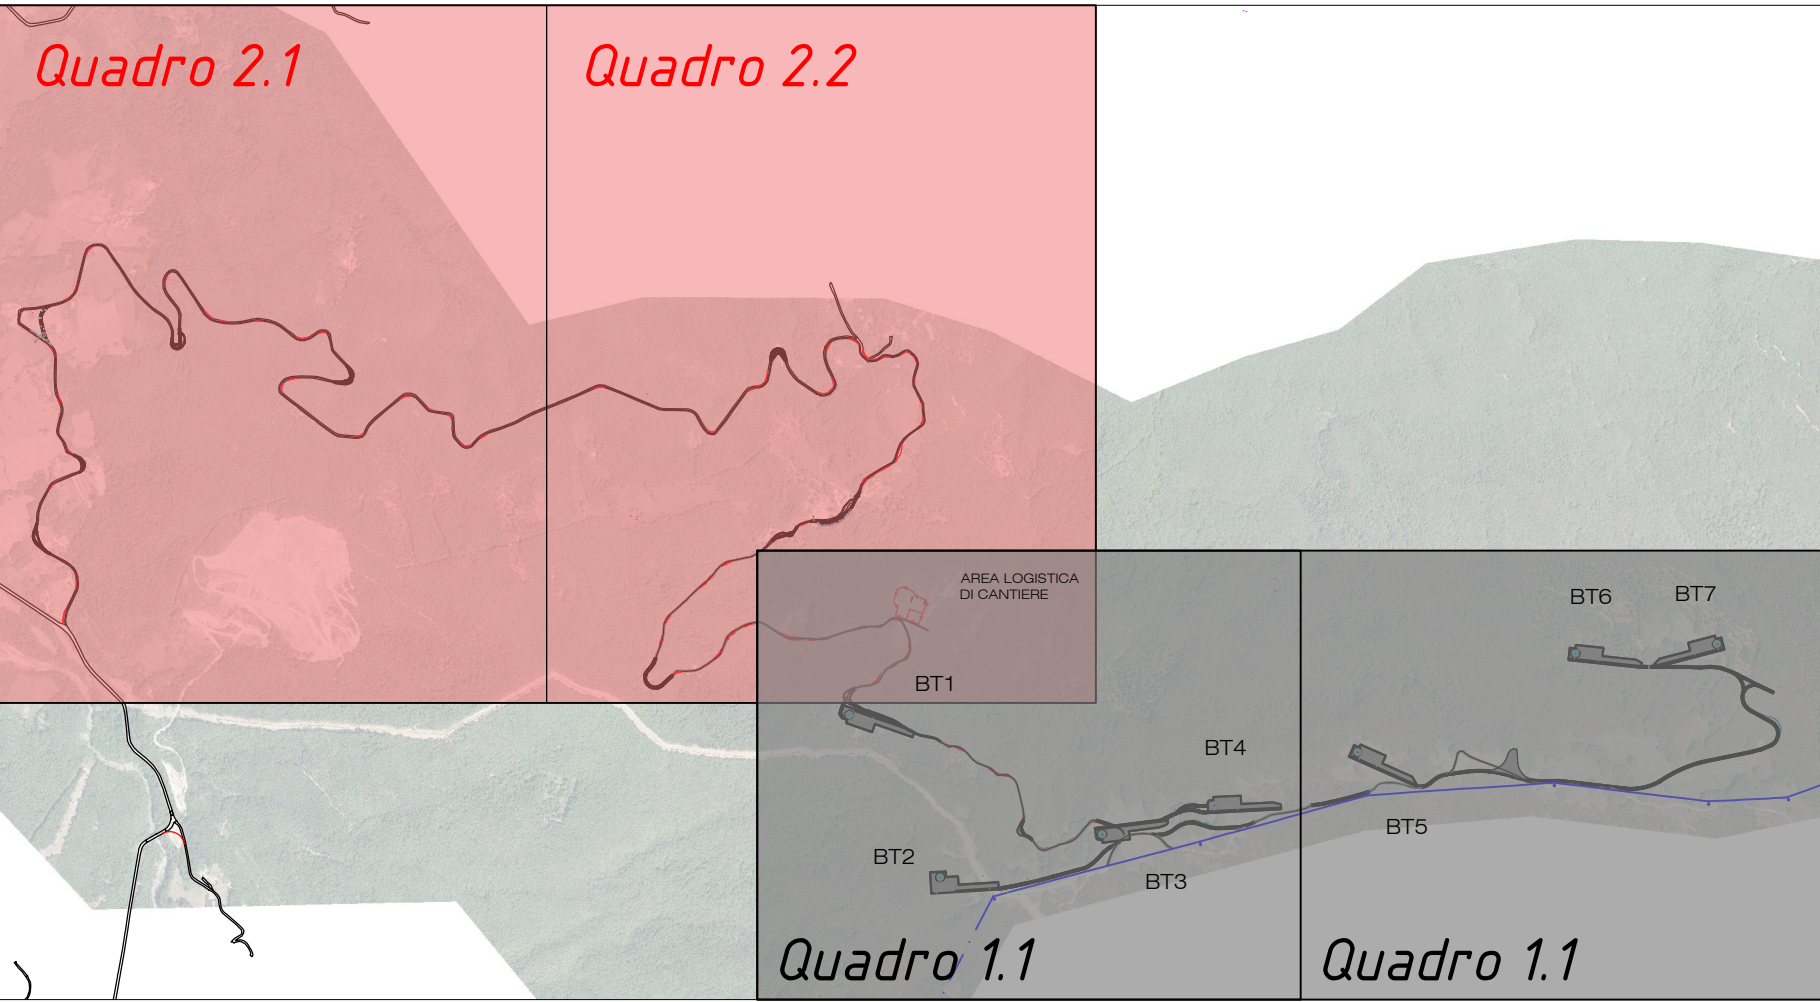 Quadro 2.1
Quadro 2.2
AREA LOGISTICA
DI CANTIERE
BT6
BT7
BT1
BT4
BT5
BT2
BT3
Quadro 1.1
Quadro 1.1